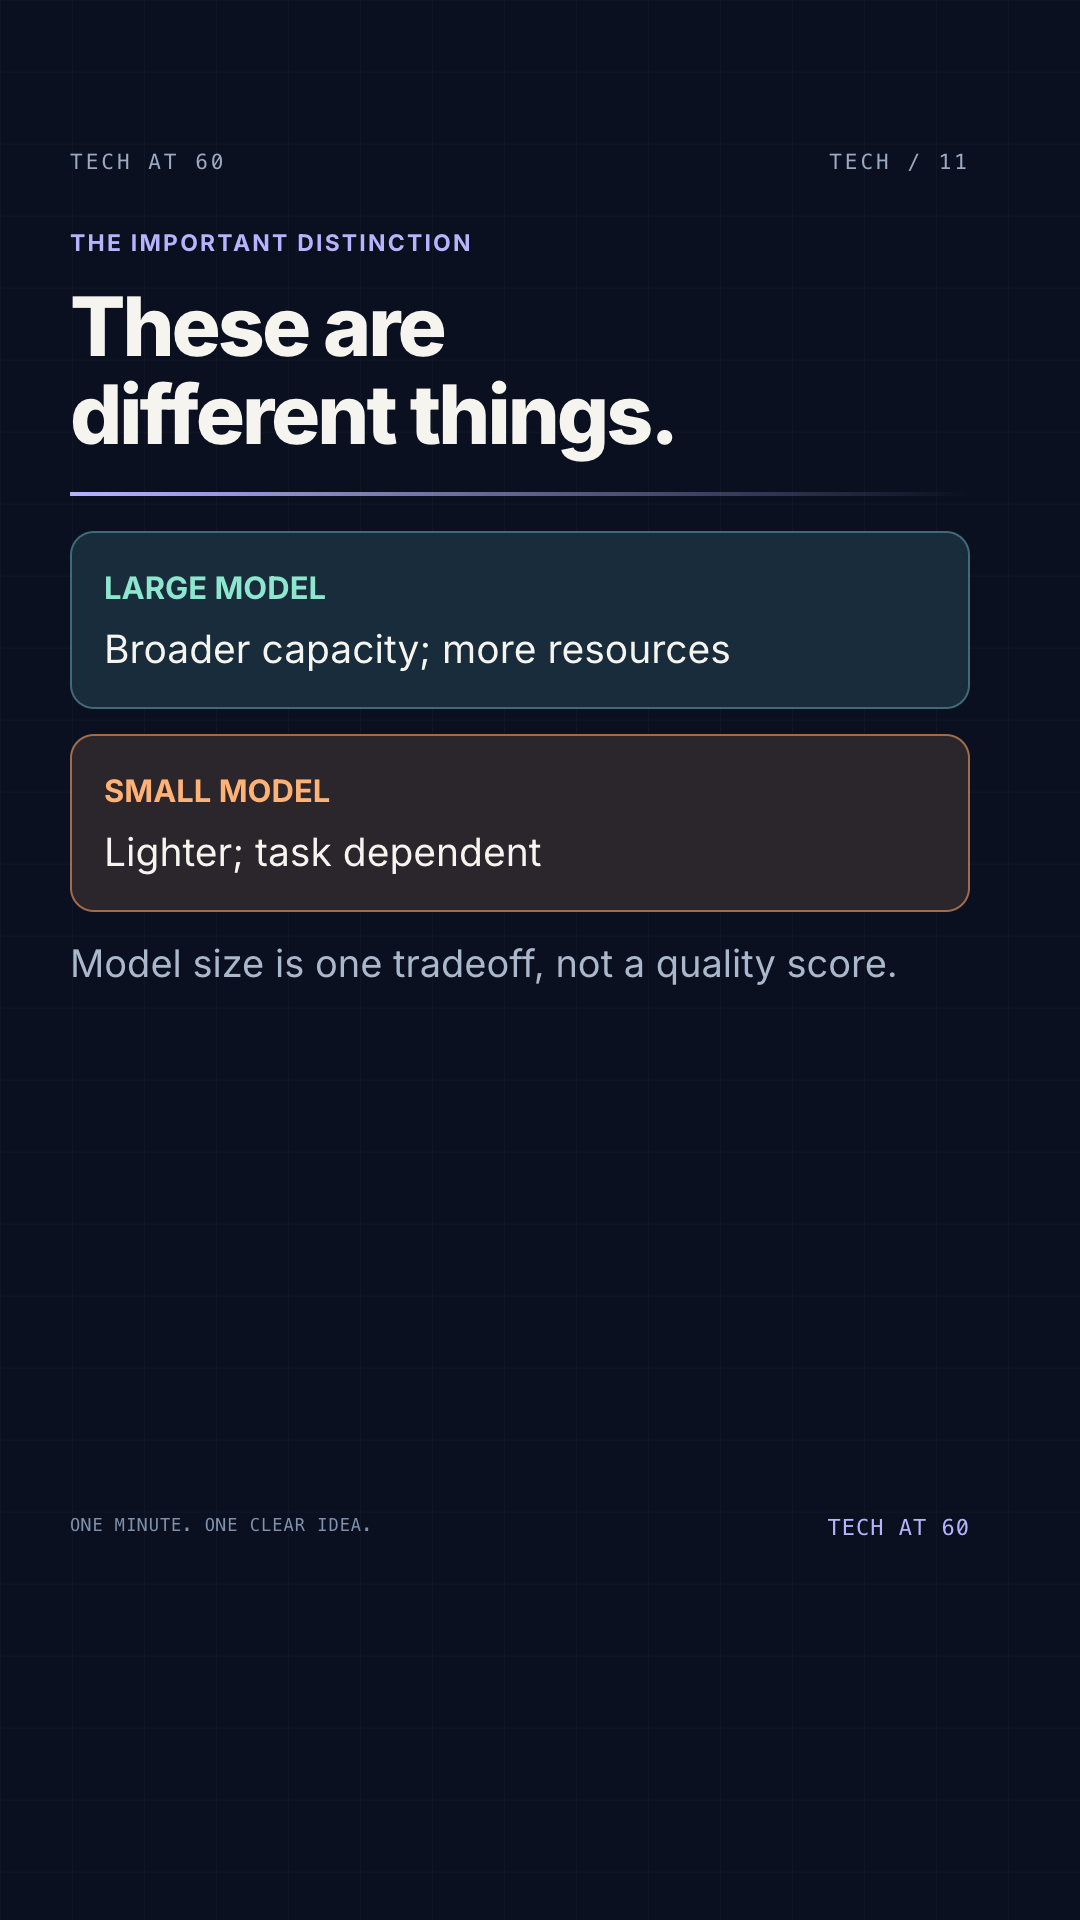 TECH AT 60
TECH / 11
THE IMPORTANT DISTINCTION
These are
different things.
LARGE MODEL
Broader capacity; more resources
SMALL MODEL
Lighter; task dependent
Model size is one tradeoff, not a quality score.
ONE MINUTE. ONE CLEAR IDEA.
TECH AT 60